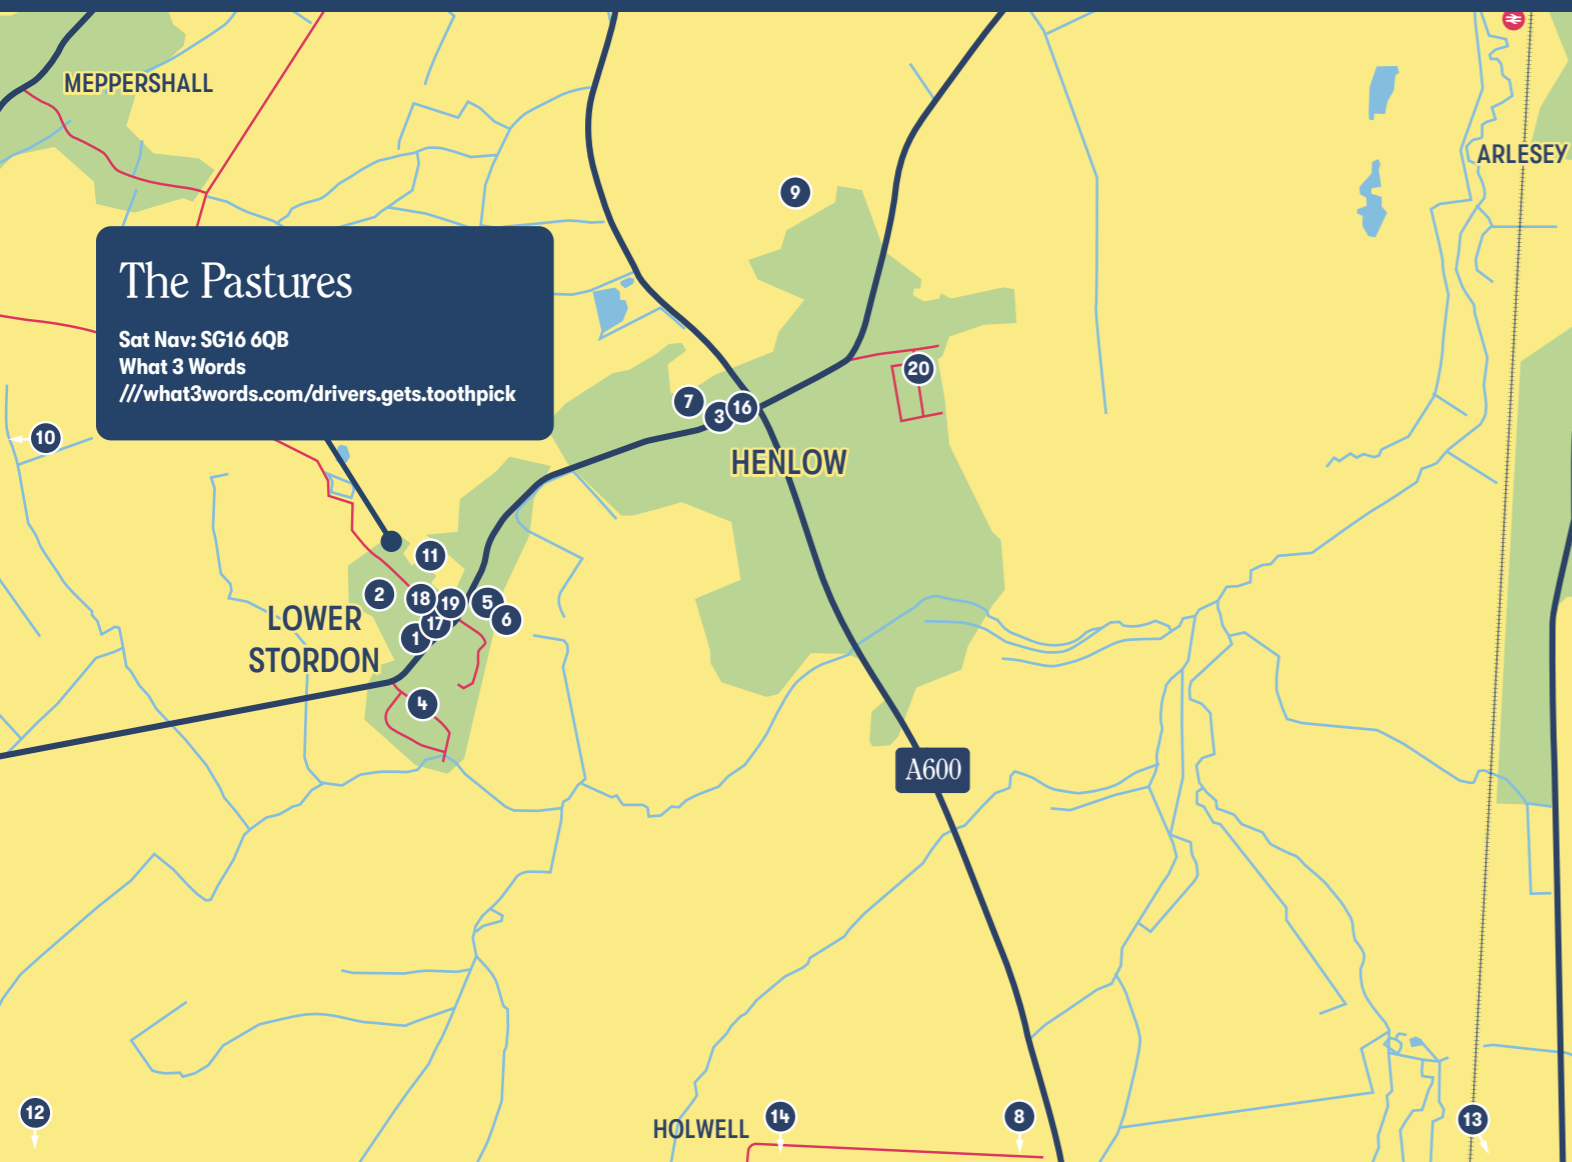 MEPPERSHALL
ARLESEY
9
The Pastures
Sat Nav: SG16 6QB
What 3 Words
///what3words.com/drivers.gets.toothpick
20
7
3
16
10
HENLOW
11
2
18
19
5
6
17
1
LOWER
STORDON
4
A600
12
HOLWELL
14
8
13